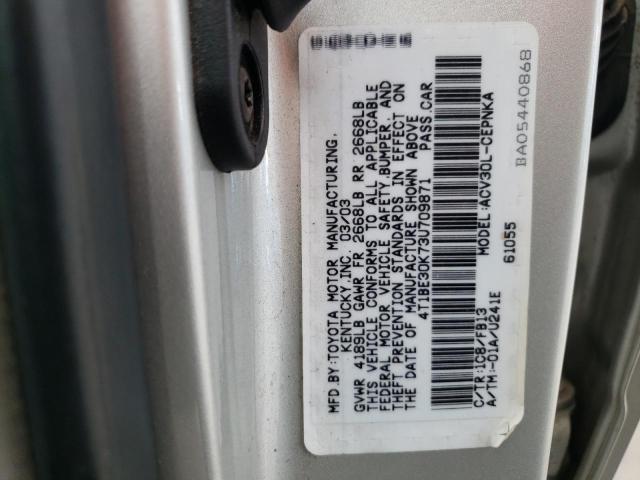 MFD.BY:TOYOTA MOTOR MANUFACTURING,
KENTUCKY,INC. 03/03
GVWR 4189LB GAWR FR 2668LB RR 2668LB
THIS VEHICLE CONFORMS TO ALL APPLICABLE
FEDERAL MOTOR VEHICLE SAFETY,BUMPER, AND
THEFT PREVENTION STANDARDS IN EFFECT ON
THE DATE OF MANUFACTURE SHOWN ABOVE
4T1BE30K73U709871 PASS.CAR
MODEL:ACV30L-CEPNKA
C/TR:1C8/FB13 61055
A/TM:-01A/U241E
BA05440868